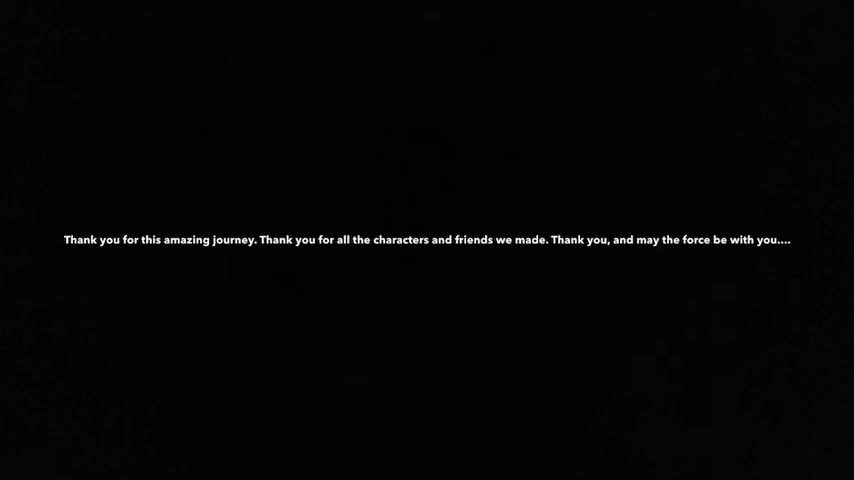 Thank you for this amazing journey. Thank you for all the characters and friends we made. Thank you, and may the force be with you....